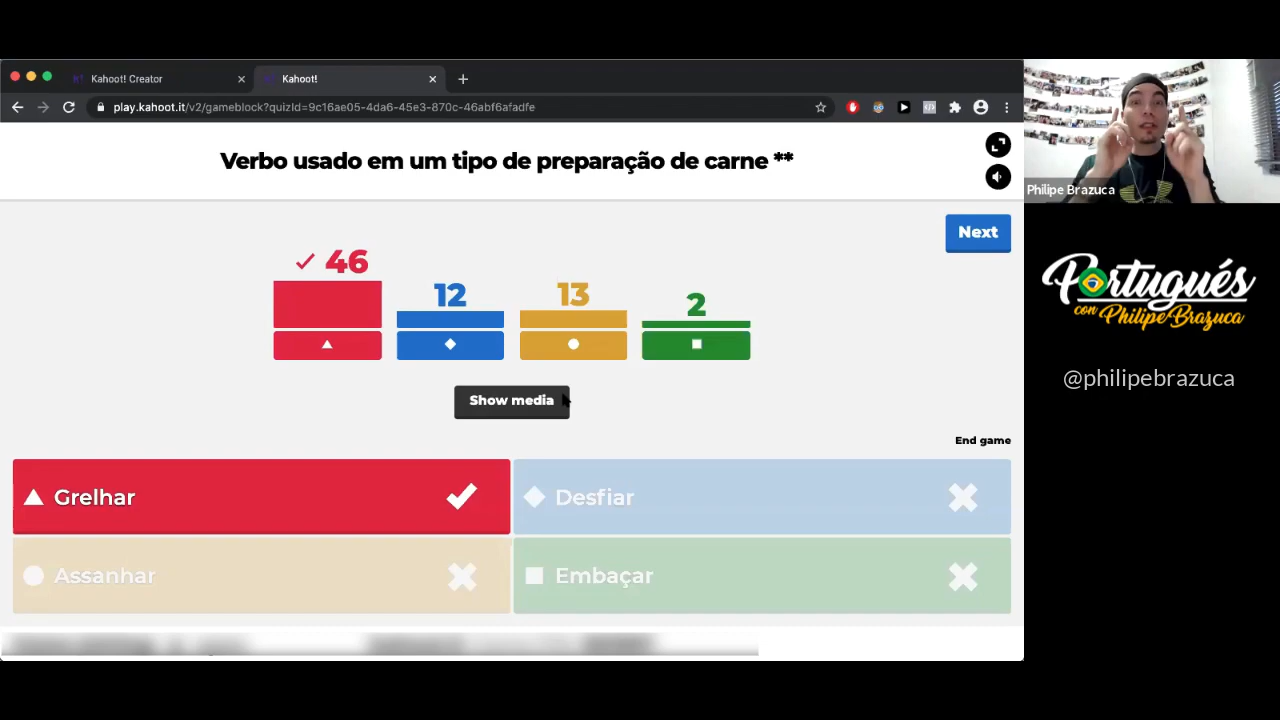 Kahoot! Creator
Kahoot!
play.kahoot.it/v2/gameblock?quizId=9c16ae05-4da6-45e3-870c-46abf6afadfe
Verbo usado em um tipo de preparação de carne **
Next
46
12
13
2
Show media
End game
Grelhar
Desfiar
Assanhar
Embaçar
Philipe Brazuca
Portugués
con Philipe Brazuca
@philipebrazuca